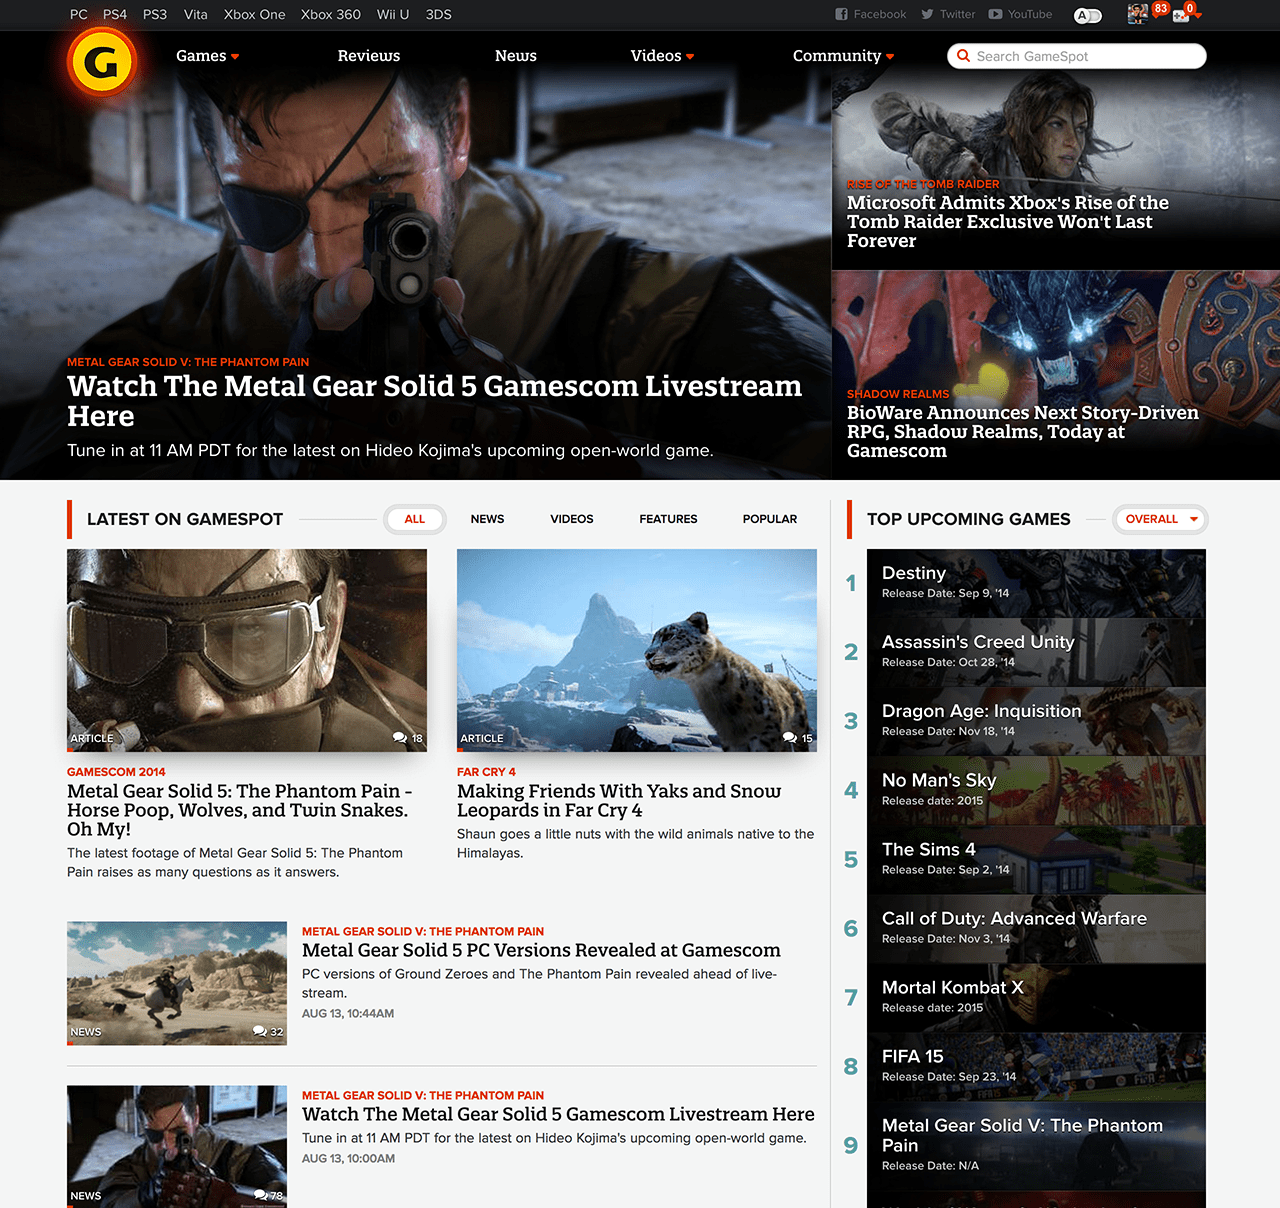 PC PS4 PS3 Vita Xbox One Xbox 360 Wii U 3DS
Facebook Twitter YouTube A 83 0
G
Games Reviews News Videos Community Search GameSpot
METAL GEAR SOLID V: THE PHANTOM PAIN
Watch The Metal Gear Solid 5 Gamescom Livestream
Here
Tune in at 11 AM PDT for the latest on Hideo Kojima's upcoming open-world game.
RISE OF THE TOMB RAIDER
Microsoft Admits Xbox's Rise of the
Tomb Raider Exclusive Won't Last
Forever
SHADOW REALMS
BioWare Announces Next Story-Driven
RPG, Shadow Realms, Today at
Gamescom
LATEST ON GAMESPOT ALL NEWS VIDEOS FEATURES POPULAR
ARTICLE 18
GAMESCOM 2014
Metal Gear Solid 5: The Phantom Pain -
Horse Poop, Wolves, and Twin Snakes.
Oh My!
The latest footage of Metal Gear Solid 5: The Phantom
Pain raises as many questions as it answers.
ARTICLE 15
FAR CRY 4
Making Friends With Yaks and Snow
Leopards in Far Cry 4
Shaun goes a little nuts with the wild animals native to the
Himalayas.
NEWS 32
METAL GEAR SOLID V: THE PHANTOM PAIN
Metal Gear Solid 5 PC Versions Revealed at Gamescom
PC versions of Ground Zeroes and The Phantom Pain revealed ahead of live-
stream.
AUG 13, 10:44AM
NEWS 78
METAL GEAR SOLID V: THE PHANTOM PAIN
Watch The Metal Gear Solid 5 Gamescom Livestream Here
Tune in at 11 AM PDT for the latest on Hideo Kojima's upcoming open-world game.
AUG 13, 10:00AM
TOP UPCOMING GAMES OVERALL
1 Destiny
Release Date: Sep 9, '14
2 Assassin's Creed Unity
Release Date: Oct 28, '14
3 Dragon Age: Inquisition
Release Date: Nov 18, '14
4 No Man's Sky
Release date: 2015
5 The Sims 4
Release Date: Sep 2, '14
6 Call of Duty: Advanced Warfare
Release Date: Nov 3, '14
7 Mortal Kombat X
Release date: 2015
8 FIFA 15
Release Date: Sep 23, '14
9 Metal Gear Solid V: The Phantom
Pain
Release Date: N/A